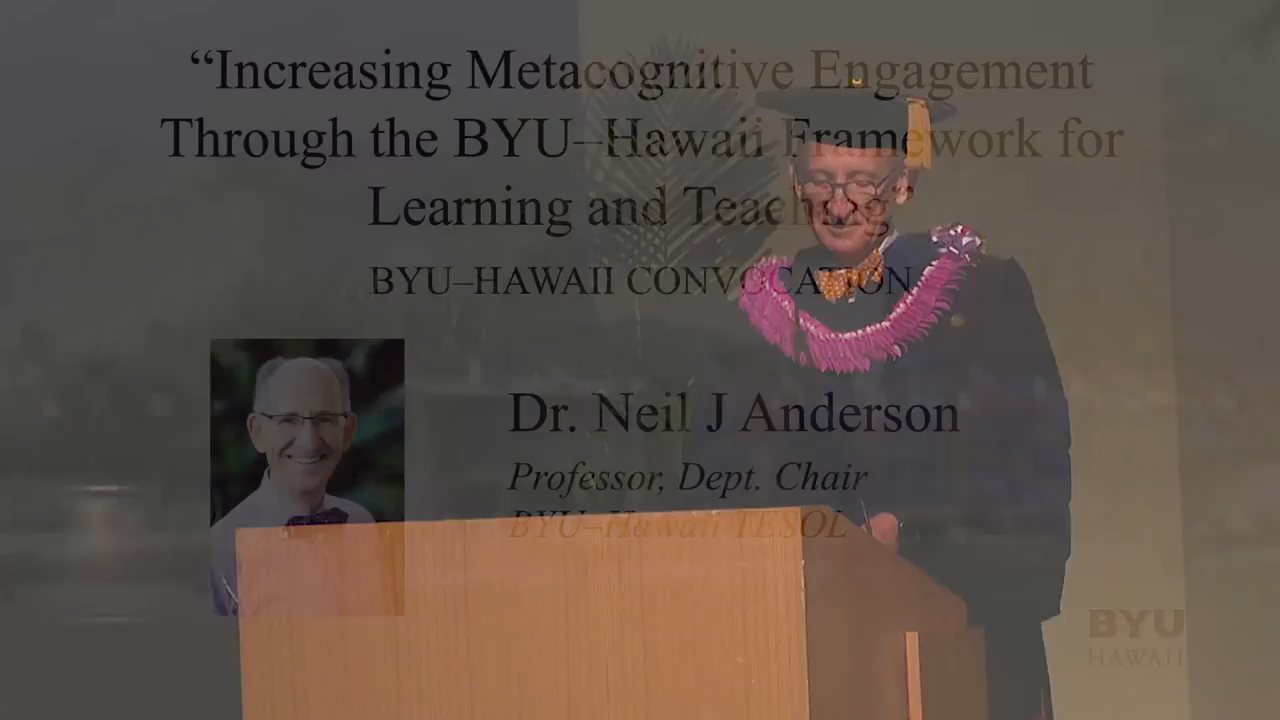 “Increasing Metacognitive Engagement
Through the BYU–Hawaii Framework for
Learning and Teaching”
BYU–HAWAII CONVOCATION
Dr. Neil J Anderson
Professor, Dept. Chair
BYU–Hawaii TESOL
BYU
HAWAII